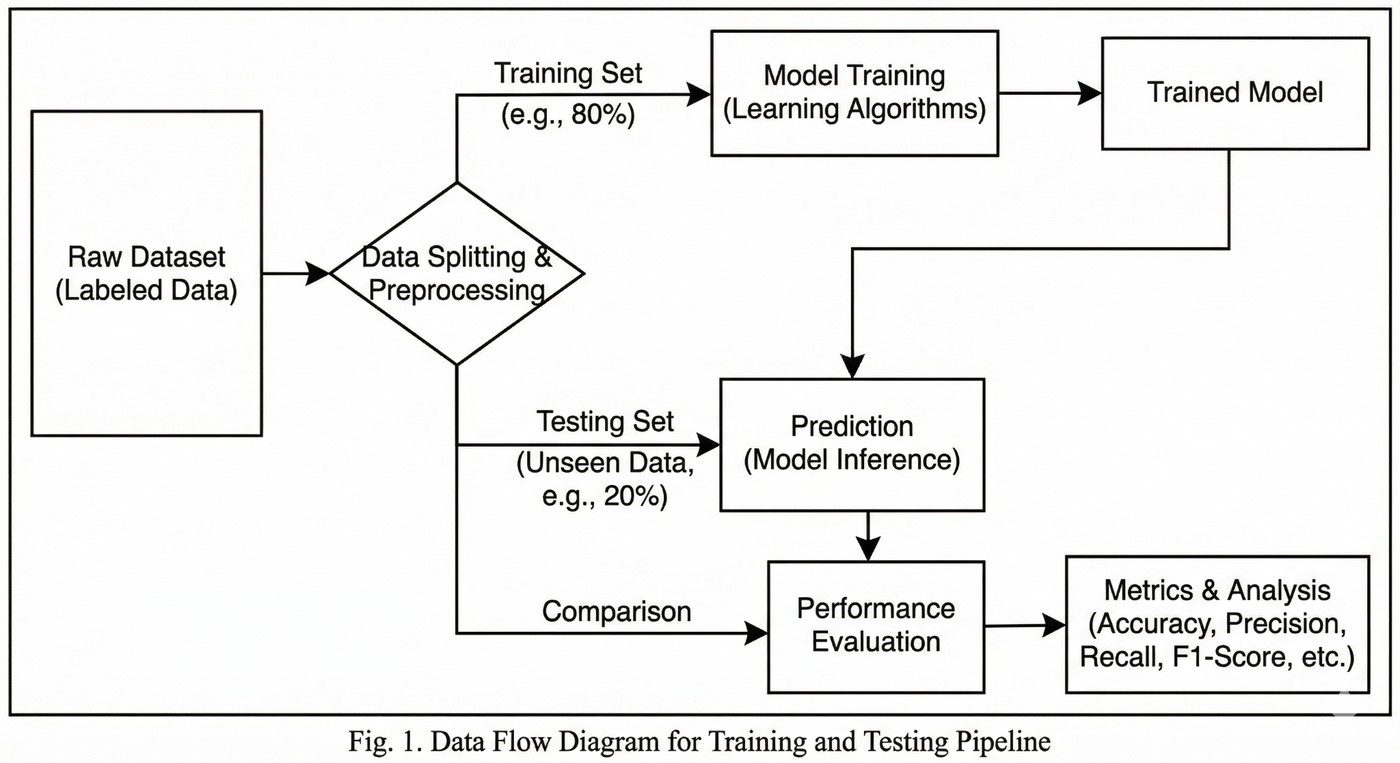 Training Set
(e.g., 80%)
Model Training
(Learning Algorithms)
Trained Model
Raw Dataset
(Labeled Data)
Data Splitting &
Preprocessing
Testing Set
(Unseen Data,
e.g., 20%)
Prediction
(Model Inference)
Comparison
Performance
Evaluation
Metrics & Analysis
(Accuracy, Precision,
Recall, F1-Score, etc.)
Fig. 1. Data Flow Diagram for Training and Testing Pipeline